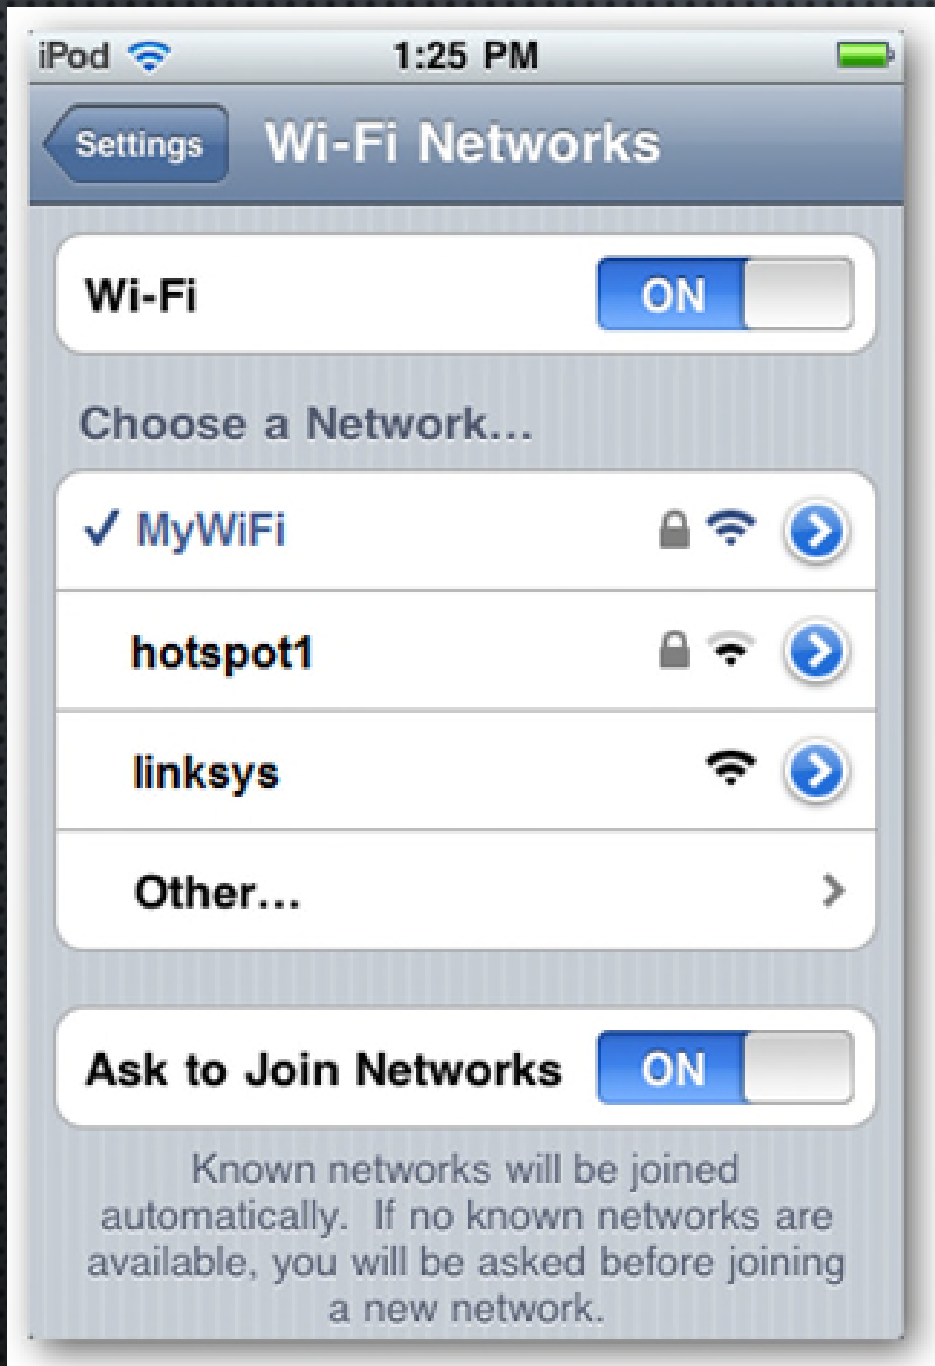 iPod 1:25 PM
Settings Wi-Fi Networks
Wi-Fi ON
Choose a Network...
MyWiFi
hotspot1
linksys
Other...
Ask to Join Networks ON
Known networks will be joined
automatically. If no known networks are
available, you will be asked before joining
a new network.